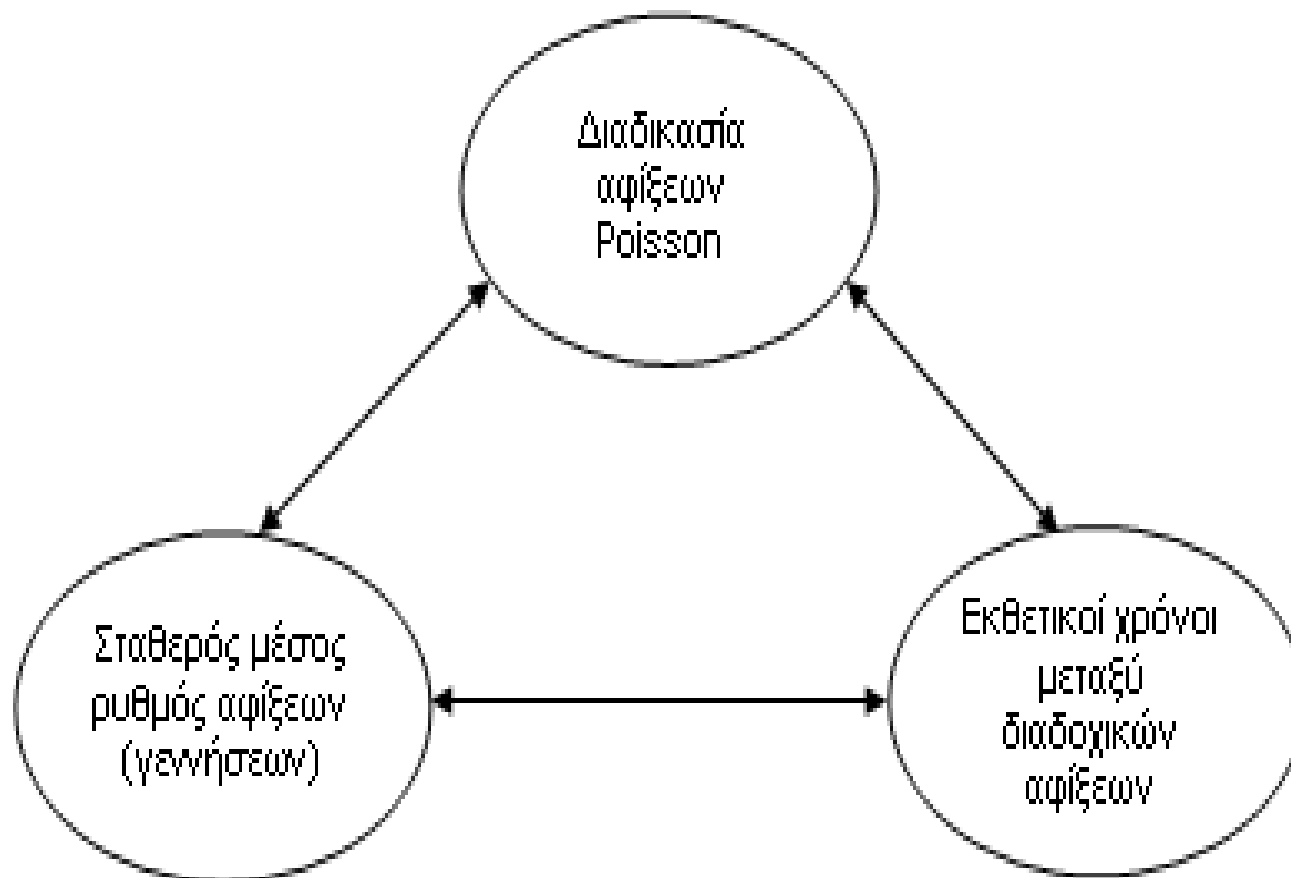 Διαδικασία
αφίξεων
Poisson
Σταθερός μέσος
ρυθμός αφίξεων
(γεννήσεων)
Εκθετικοί χρόνοι
μεταξύ
διαδοχικών
αφίξεων